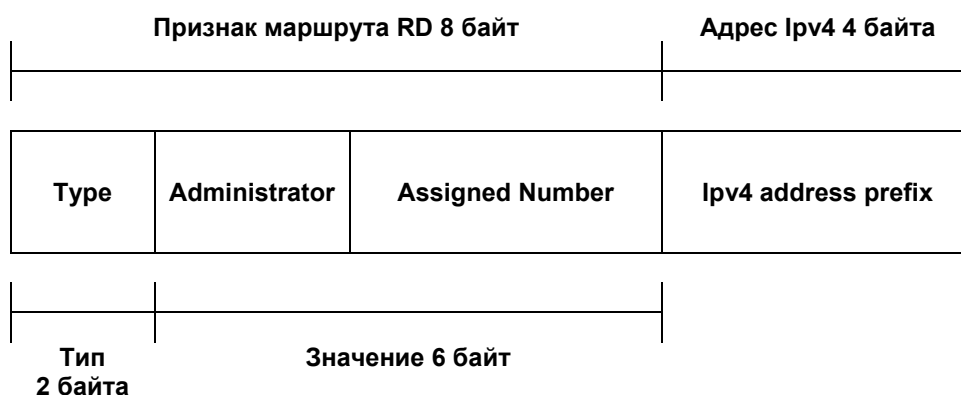 Признак маршрута RD 8 байт
Адрес Ipv4 4 байта
Type
Administrator
Assigned Number
Ipv4 address prefix
Тип
2 байта
Значение 6 байт